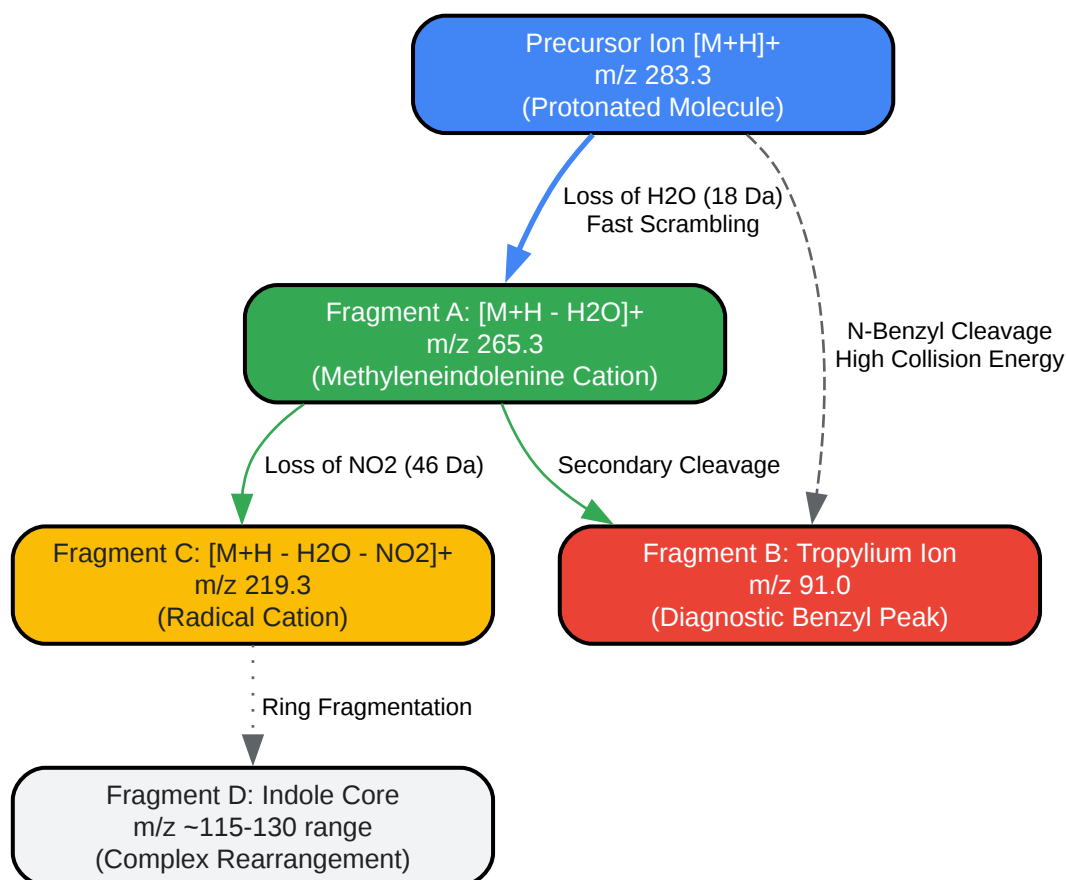 Precursor Ion [M+H]+
m/z 283.3
(Protonated Molecule)
Loss of H2O (18 Da)
Fast Scrambling
Fragment A: [M+H - H2O]+
m/z 265.3
(Methyleneindolenine Cation)
N-Benzyl Cleavage
High Collision Energy
Loss of NO2 (46 Da)
Secondary Cleavage
Fragment C: [M+H - H2O - NO2]+
m/z 219.3
(Radical Cation)
Fragment B: Tropylium Ion
m/z 91.0
(Diagnostic Benzyl Peak)
Ring Fragmentation
Fragment D: Indole Core
m/z ~115-130 range
(Complex Rearrangement)